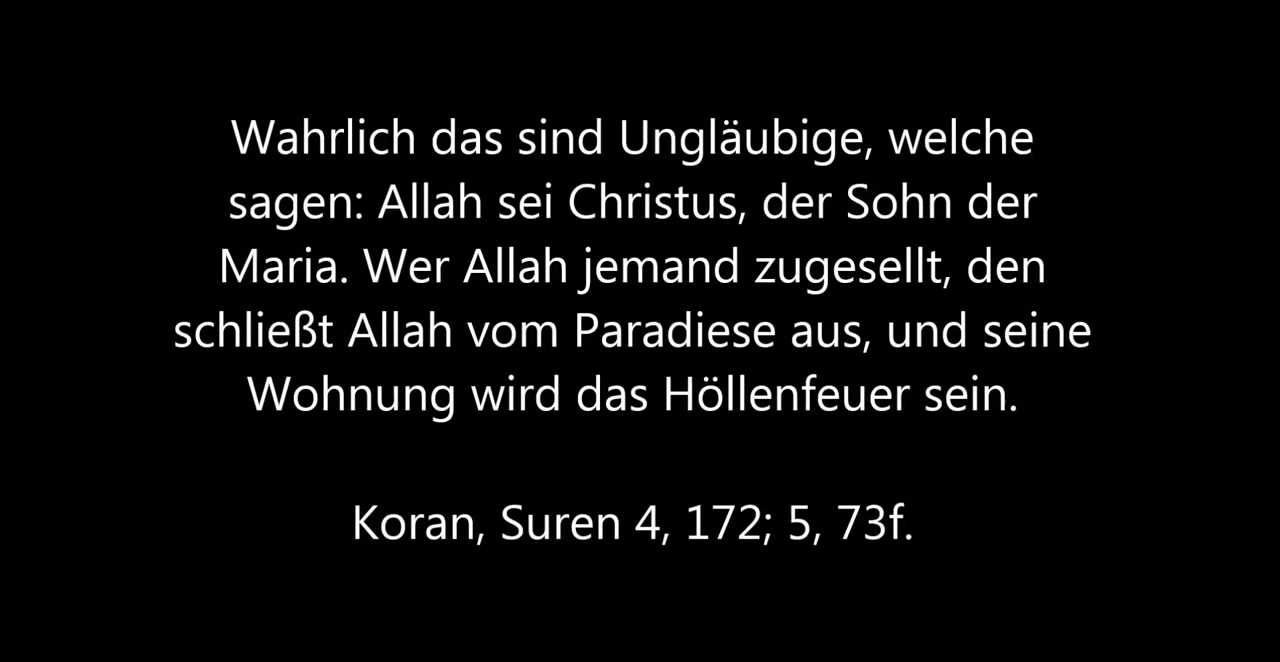 Wahrlich das sind Ungläubige, welche
sagen: Allah sei Christus, der Sohn der
Maria. Wer Allah jemand zugesellt, den
schließt Allah vom Paradiese aus, und seine
Wohnung wird das Höllenfeuer sein.
Koran, Suren 4, 172; 5, 73f.